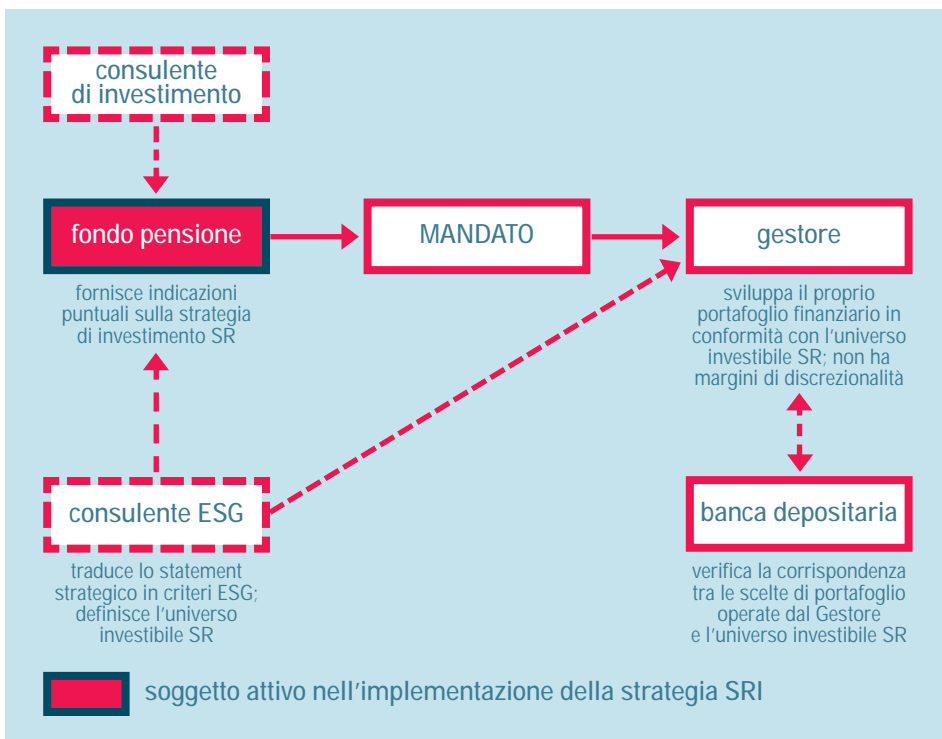 consulente
di investimento
fondo pensione
MANDATO
gestore
fornisce indicazioni
puntuali sulla strategia
di investimento SR
sviluppa il proprio
portafoglio finanziario in
conformità con l'universo
investibile SR; non ha
margini di discrezionalità
consulente ESG
banca depositaria
traduce lo statement
strategico in criteri ESG;
definisce l'universo
investibile SR
verifica la corrispondenza
tra le scelte di portafoglio
operate dal Gestore
e l'universo investibile SR
soggetto attivo nell'implementazione della strategia SRI